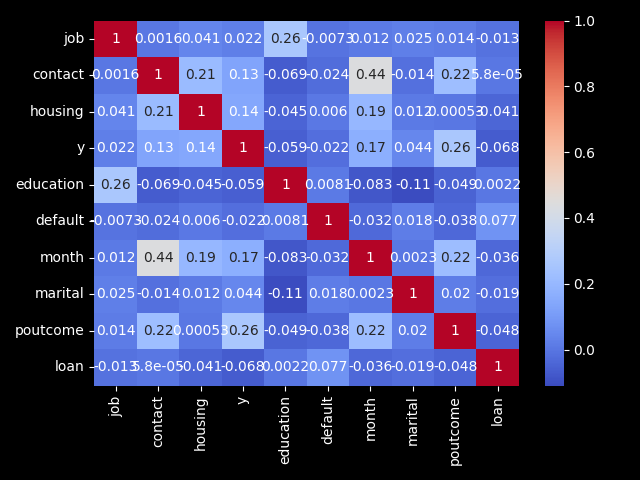 job 1 0.0016 0.041 0.022 0.26 -0.0073 0.012 0.025 0.014 -0.013 1.0
contact 0.0016 1 0.21 0.13 -0.069 -0.024 0.44 -0.014 0.22 5.8e-05 0.8
housing 0.041 0.21 1 0.14 -0.045 0.006 0.19 0.012 0.00053 -0.041
y 0.022 0.13 0.14 1 -0.059 -0.022 0.17 0.044 0.26 -0.068 0.6
education 0.26 -0.069 -0.045 -0.059 1 0.0081 -0.083 -0.11 -0.049 0.0022
default -0.0073 -0.024 0.006 -0.022 0.0081 1 -0.032 0.018 -0.038 0.077 0.4
month 0.012 0.44 0.19 0.17 -0.083 -0.032 1 0.0023 0.22 -0.036
marital 0.025 -0.014 0.012 0.044 -0.11 0.018 0.0023 1 0.02 -0.019 0.2
poutcome 0.014 0.22 0.00053 0.26 -0.049 -0.038 0.22 0.02 1 -0.048 0.0
loan -0.013 5.8e-05 -0.041 -0.068 0.0022 0.077 -0.036 -0.019 -0.048 1
job contact housing y education default month marital poutcome loan